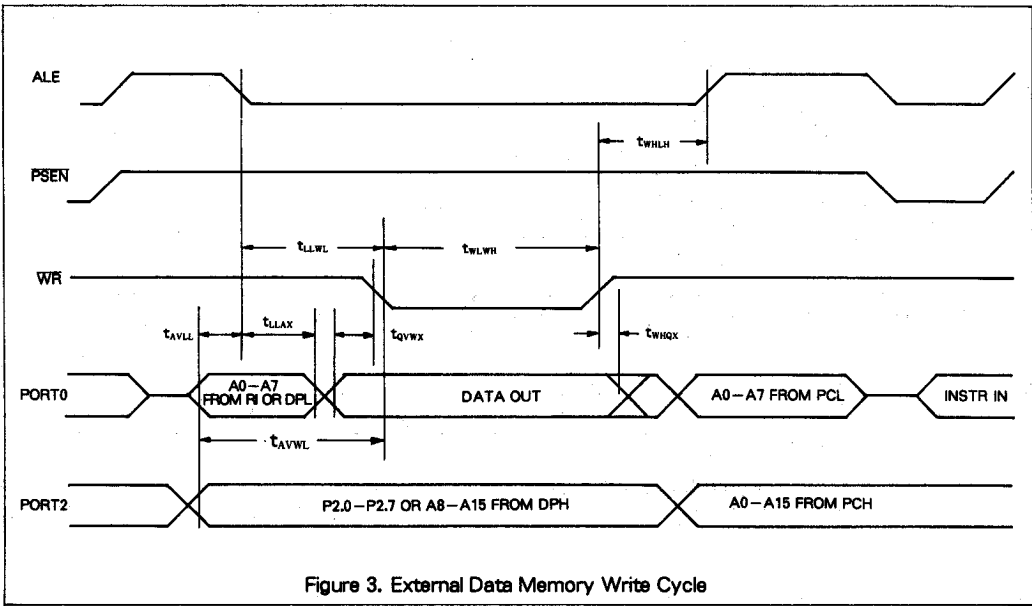 ALE
tWHLH
PSEN
tLLWL
tWLWH
WR
tAVLL
tLLAX
tQVWX
tWHQX
PORT0
A0-A7
FROM RI OR DPL
DATA OUT
A0-A7 FROM PCL
INSTR IN
tAVWL
PORT2
P2.0-P2.7 OR A8-A15 FROM DPH
A0-A15 FROM PCH
Figure 3. External Data Memory Write Cycle